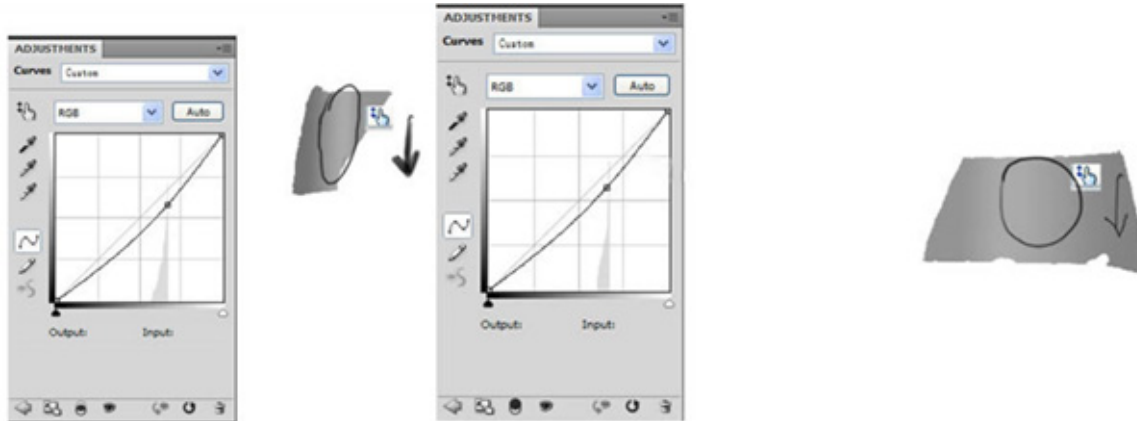 ADJUSTMENTS
Curves Custom
RGB Auto
Output: Input:
ADJUSTMENTS
Curves Custom
RGB Auto
Output: Input: